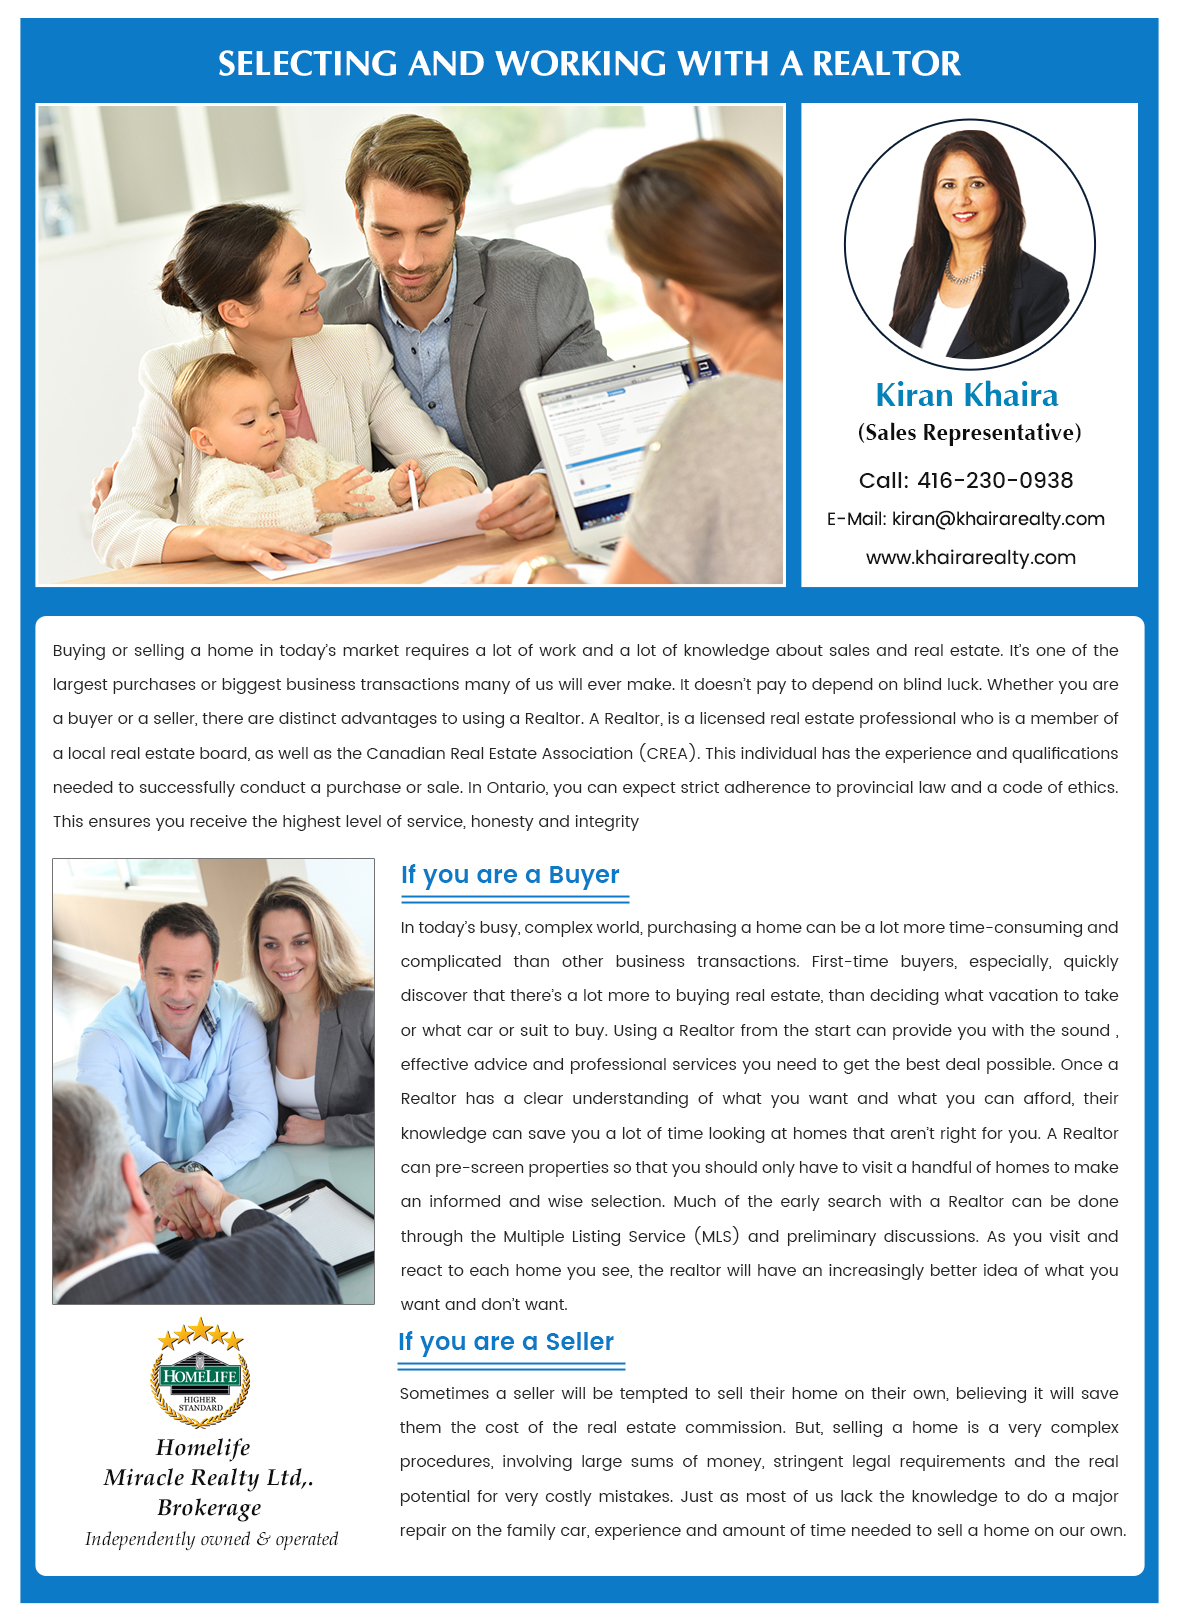 SELECTING AND WORKING WITH A REALTOR
Kiran Khaira
(Sales Representative)
Call: 416-230-0938
E-Mail: kiran@khairarealty.com
www.khairarealty.com
Buying or selling a home in today's market requires a lot of work and a lot of knowledge about sales and real estate. It's one of the
largest purchases or biggest business transactions many of us will ever make. It doesn't pay to depend on blind luck. Whether you are
a buyer or a seller, there are distinct advantages to using a Realtor. A Realtor, is a licensed real estate professional who is a member of
a local real estate board, as well as the Canadian Real Estate Association (CREA). This individual has the experience and qualifications
needed to successfully conduct a purchase or sale. In Ontario, you can expect strict adherence to provincial law and a code of ethics.
This ensures you receive the highest level of service, honesty and integrity
If you are a Buyer
In today's busy, complex world, purchasing a home can be a lot more time-consuming and
complicated than other business transactions. First-time buyers, especially, quickly
discover that there's a lot more to buying real estate, than deciding what vacation to take
or what car or suit to buy. Using a Realtor from the start can provide you with the sound ,
effective advice and professional services you need to get the best deal possible. Once a
Realtor has a clear understanding of what you want and what you can afford, their
knowledge can save you a lot of time looking at homes that aren't right for you. A Realtor
can pre-screen properties so that you should only have to visit a handful of homes to make
an informed and wise selection. Much of the early search with a Realtor can be done
through the Multiple Listing Service (MLS) and preliminary discussions. As you visit and
react to each home you see, the realtor will have an increasingly better idea of what you
want and don't want.
If you are a Seller
Sometimes a seller will be tempted to sell their home on their own, believing it will save
them the cost of the real estate commission. But, selling a home is a very complex
procedures, involving large sums of money, stringent legal requirements and the real
potential for very costly mistakes. Just as most of us lack the knowledge to do a major
repair on the family car, experience and amount of time needed to sell a home on our own.
HOMELIFE
HIGHER
STANDARD
Homelife
Miracle Realty Ltd,.
Brokerage
Independently owned & operated